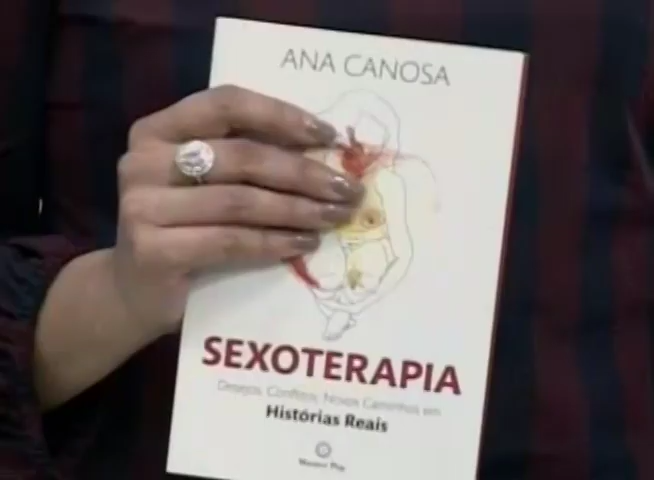 ANA CANOSA
SEXOTERAPIA
Desejos, Conflitos, Novos Caminhos em
Histórias Reais